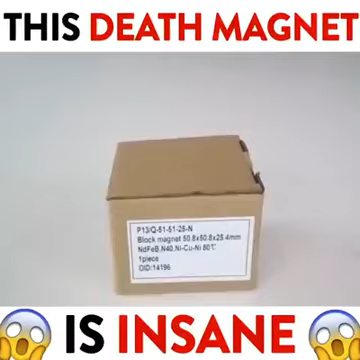 THIS DEATH MAGNET
P13/Q-51-51-25-N
Block magnet 50.8x50.8x25.4mm
NdFeB,N40,Ni-Cu-Ni 80℃
1piece
OID:14196
IS INSANE